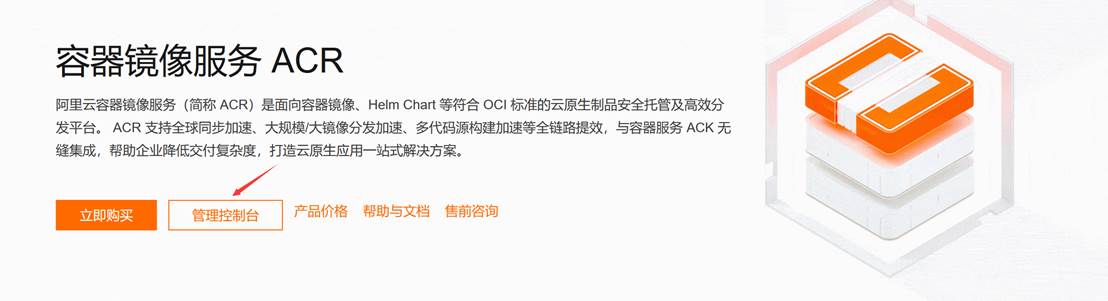 容器镜像服务 ACR
阿里云容器镜像服务（简称 ACR）是面向容器镜像、Helm Chart 等符合 OCI 标准的云原生制品安全托管及高效分
发平台。 ACR 支持全球同步加速、大规模/大镜像分发加速、多代码源构建加速等全链路提效，与容器服务 ACK 无
缝集成，帮助企业降低交付复杂度，打造云原生应用一站式解决方案。
立即购买 管理控制台 产品价格 帮助与文档 售前咨询